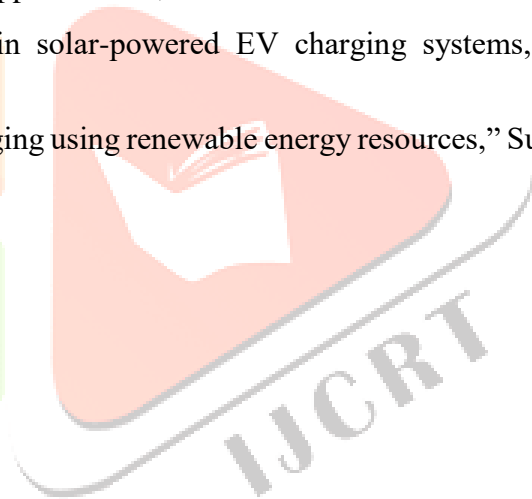 in solar-powered EV charging systems,
ging using renewable energy resources,” Su
IJCRT